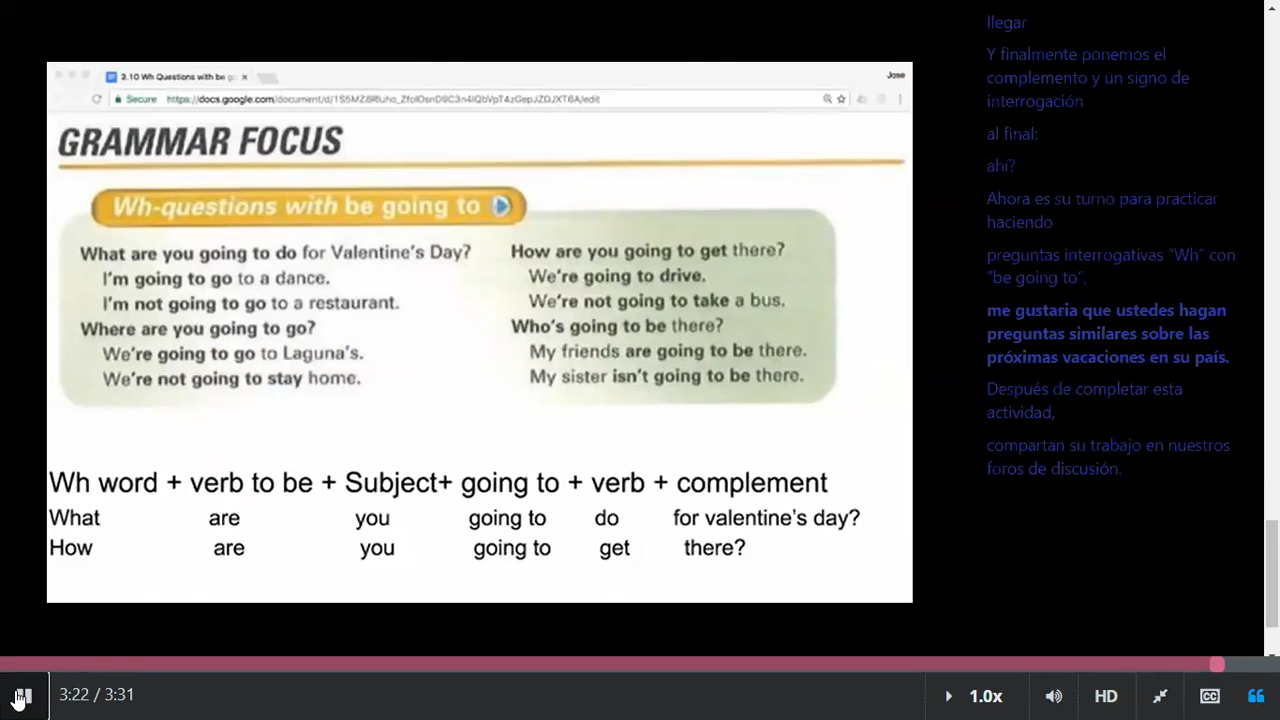 3.10 Wh Questions with be g
Jose
Secure
GRAMMAR FOCUS
Wh-questions with be going to
What are you going to do for Valentine's Day?
I'm going to go to a dance.
I'm not going to go to a restaurant.
Where are you going to go?
We're going to go to Laguna's.
We're not going to stay home.
How are you going to get there?
We're going to drive.
We're not going to take a bus.
Who's going to be there?
My friends are going to be there.
My sister isn't going to be there.
Wh word + verb to be + Subject+ going to + verb + complement
What are you going to do for valentine's day?
How are you going to get there?
llegar
Y finalmente ponemos el
complemento y un signo de
interrogación
al final:
ahí?
Ahora es su turno para practicar
haciendo
preguntas interrogativas “Wh” con
“be going to”,
me gustaria que ustedes hagan
preguntas similares sobre las
próximas vacaciones en su país.
Después de completar esta
actividad,
compartan su trabajo en nuestros
foros de discusión.
3:22 / 3:31
1.0x
HD
CC